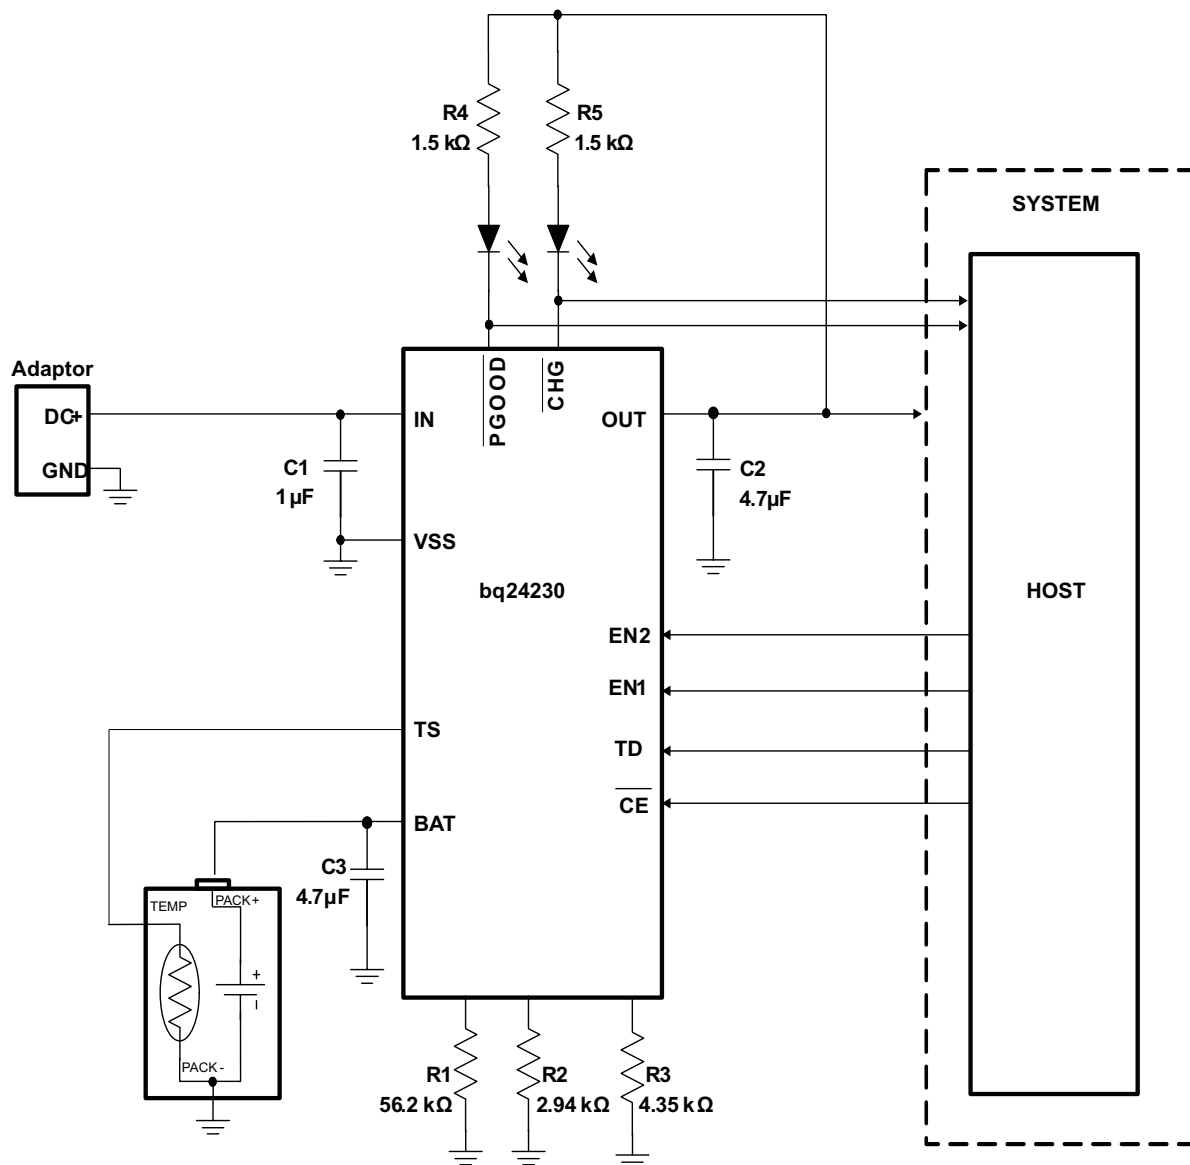 R4
1.5 kΩ
R5
1.5 kΩ
SYSTEM
Adaptor
DC+
GND
C1
1µF
IN
VSS
PGOOD
CHG
OUT
C2
4.7µF
bq24230
HOST
EN2
EN1
TD
CE
TS
BAT
C3
4.7µF
TEMP
PACK+
+
–
PACK-
R1
56.2 kΩ
R2
2.94 kΩ
R3
4.35 kΩ